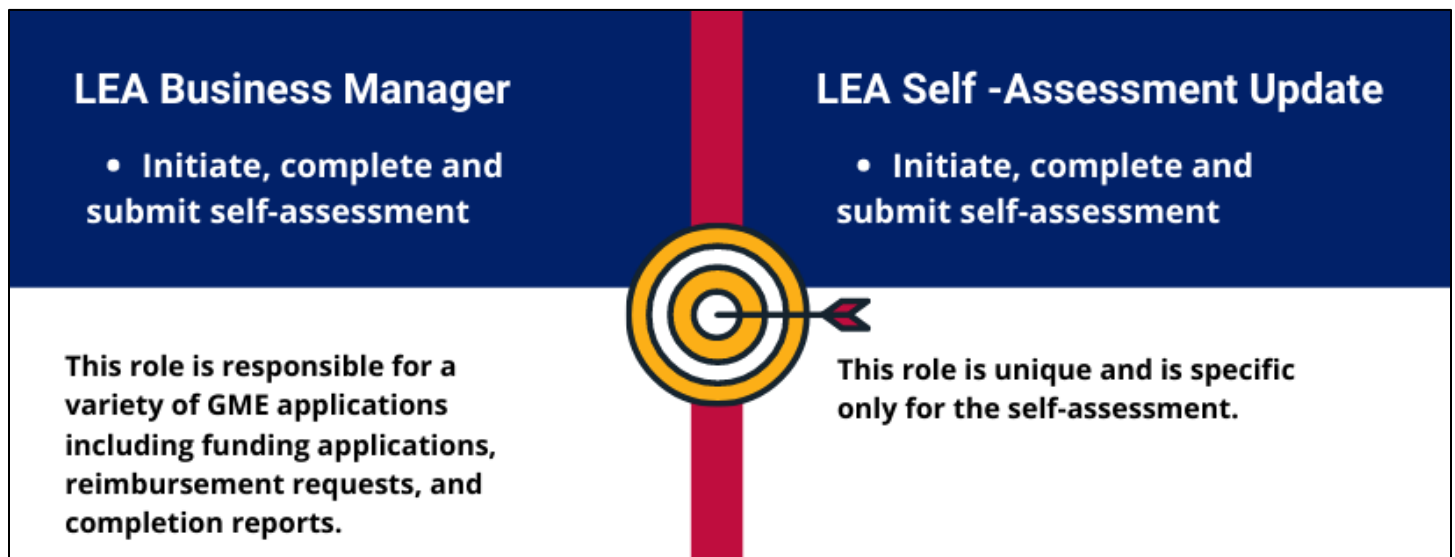 LEA Business Manager
• Initiate, complete and
submit self-assessment
This role is responsible for a
variety of GME applications
including funding applications,
reimbursement requests, and
completion reports.
LEA Self -Assessment Update
• Initiate, complete and
submit self-assessment
This role is unique and is specific
only for the self-assessment.